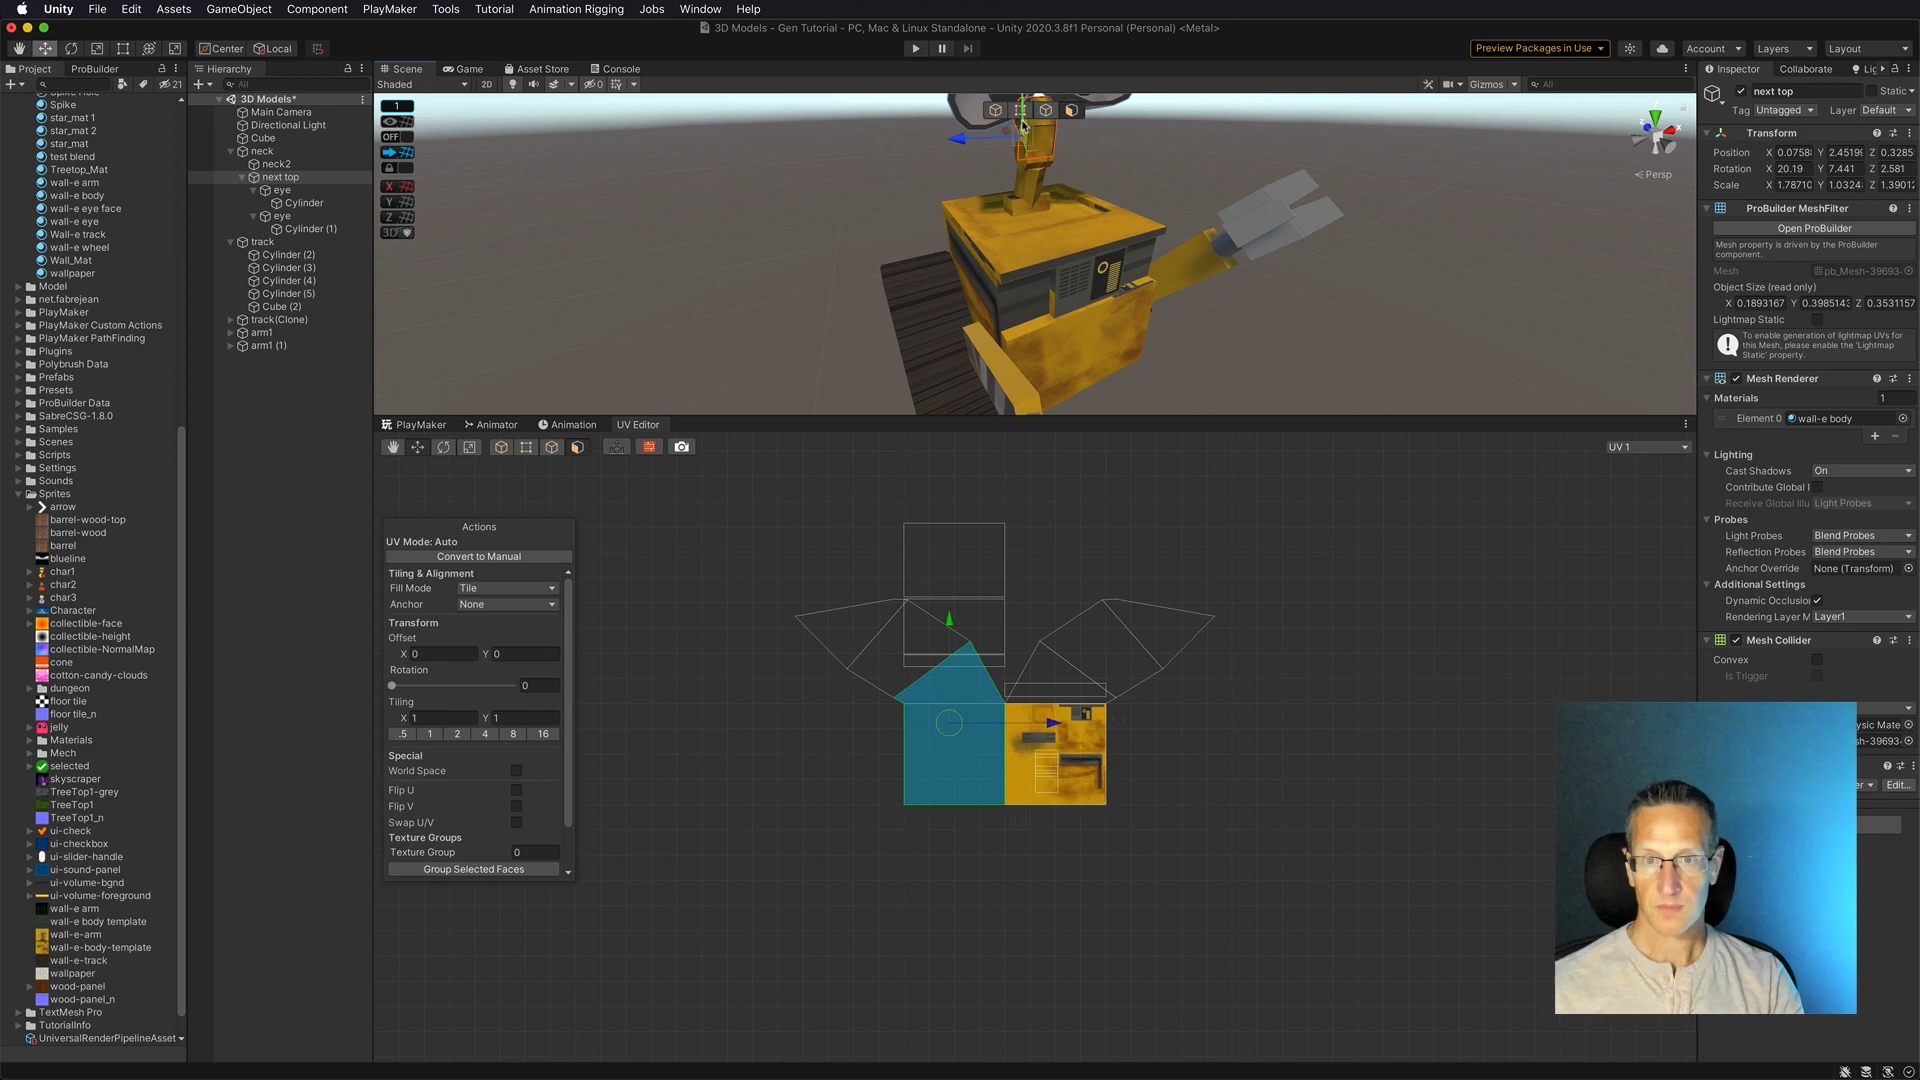 Unity File Edit Assets GameObject Component PlayMaker Tools Tutorial Animation Rigging Jobs Window Help
3D Models - Gen Tutorial - PC, Mac & Linux Standalone - Unity 2020.3.8f1 Personal (Personal) <Metal>
Center Local Preview Packages in Use Account Layers Layout
Project ProBuilder
21
Spike
star_mat 1
star_mat 2
star_mat
test blend
Treetop_Mat
wall-e arm
wall-e body
wall-e eye face
wall-e eye
Wall-e track
wall-e wheel
Wall_Mat
wallpaper
Model
net.fabrejean
PlayMaker
PlayMaker Custom Actions
PlayMaker PathFinding
Plugins
Polybrush Data
Prefabs
Presets
ProBuilder Data
SabreCSG-1.8.0
Samples
Scenes
Scripts
Settings
Sounds
Sprites
arrow
barrel-wood-top
barrel-wood
barrel
blueline
char1
char2
char3
Character
collectible-face
collectible-height
collectible-NormalMap
cone
cotton-candy-clouds
dungeon
floor tile
floor tile_n
jelly
Materials
Mech
selected
skyscraper
TreeTop1-grey
TreeTop1
TreeTop1_n
ui-check
ui-checkbox
ui-slider-handle
ui-sound-panel
ui-volume-bgnd
ui-volume-foreground
wall-e arm
wall-e body template
wall-e-arm
wall-e-body-template
wall-e-track
wallpaper
wood-panel
wood-panel_n
TextMesh Pro
TutorialInfo
UniversalRenderPipelineAsset
Hierarchy
All
3D Models*
Main Camera
Directional Light
Cube
neck
neck2
next top
eye
Cylinder
eye
Cylinder (1)
track
Cylinder (2)
Cylinder (3)
Cylinder (4)
Cylinder (5)
Cube (2)
track(Clone)
arm1
arm1 (1)
Scene Game Asset Store Console
Shaded 2D 0 Gizmos All
1
OFF
X
Y
Z
3D
y
x
z
Persp
PlayMaker Animator Animation UV Editor
UV 1
Actions
UV Mode: Auto
Convert to Manual
Tiling & Alignment
Fill Mode Tile
Anchor None
Transform
Offset
X 0 Y 0
Rotation
0
Tiling
X 1 Y 1
.5 1 2 4 8 16
Special
World Space
Flip U
Flip V
Swap U/V
Texture Groups
Texture Group 0
Group Selected Faces
Inspector Collaborate Lig
next top Static
Tag Untagged Layer Default
Transform
Position X 0.0758 Y 2.4519 Z 0.3285
Rotation X 20.19 Y 7.441 Z 2.581
Scale X 1.7871 Y 1.0324 Z 1.3901
ProBuilder MeshFilter
Open ProBuilder
Mesh property is driven by the ProBuilder
component.
Mesh pb_Mesh-39693
Object Size (read only)
X 0.1893167 Y 0.3985143 Z 0.3531157
Lightmap Static
To enable generation of lightmap UVs for
this Mesh, please enable the 'Lightmap
Static' property.
Mesh Renderer
Materials 1
Element 0 wall-e body
Lighting
Cast Shadows On
Contribute Global I
Receive Global Illu Light Probes
Probes
Light Probes Blend Probes
Reflection Probes Blend Probes
Anchor Override None (Transform)
Additional Settings
Dynamic Occlusion
Rendering Layer M Layer1
Mesh Collider
Convex
Is Trigger
ysic Mate
sh-39693
er Edit...